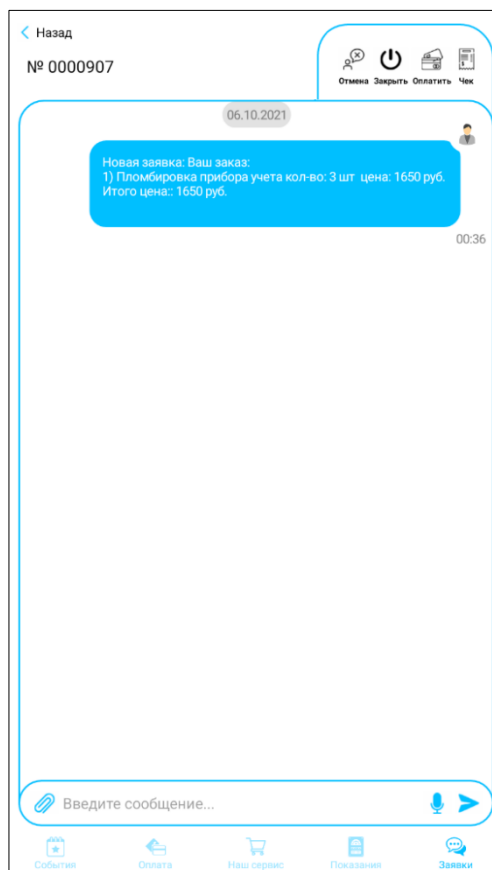 Назад
№ 0000907
Отмена Закрыть Оплатить Чек
06.10.2021
Новая заявка: Ваш заказ:
1) Пломбировка прибора учета кол-во: 3 шт цена: 1650 руб.
Итого цена:: 1650 руб.
00:36
Введите сообщение...
События Оплата Наш сервис Показания Заявки